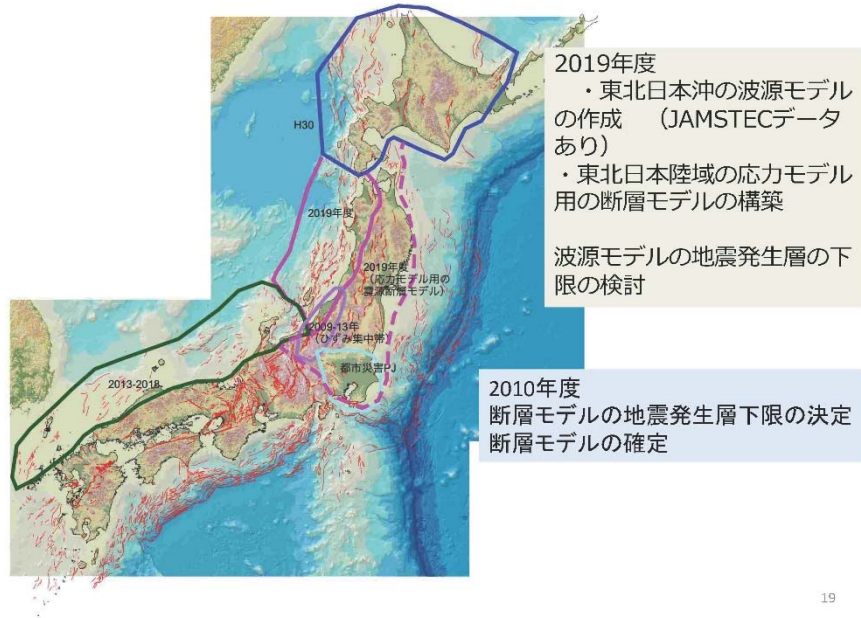 H30
2019年度
2019年度
（応力モデル用の
震源断層モデル）
2009-13年
（ひずみ集中帯）
都市災害PJ
2013-2018
2019年度
・東北日本沖の波源モデル
の作成　（JAMSTECデータ
あり）
・東北日本陸域の応力モデル
用の断層モデルの構築
波源モデルの地震発生層の下
限の検討
2010年度
断層モデルの地震発生層下限の決定
断層モデルの確定
19